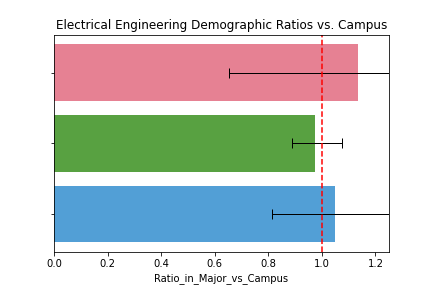 Electrical Engineering Demographic Ratios vs. Campus
0.0 0.2 0.4 0.6 0.8 1.0 1.2
Ratio_in_Major_vs_Campus